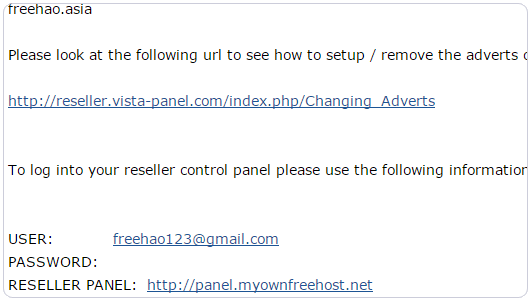 freehao.asia
Please look at the following url to see how to setup / remove the adverts
http://reseller.vista-panel.com/index.php/Changing_Adverts
To log into your reseller control panel please use the following information
USER: freehao123@gmail.com
PASSWORD:
RESELLER PANEL: http://panel.myownfreehost.net